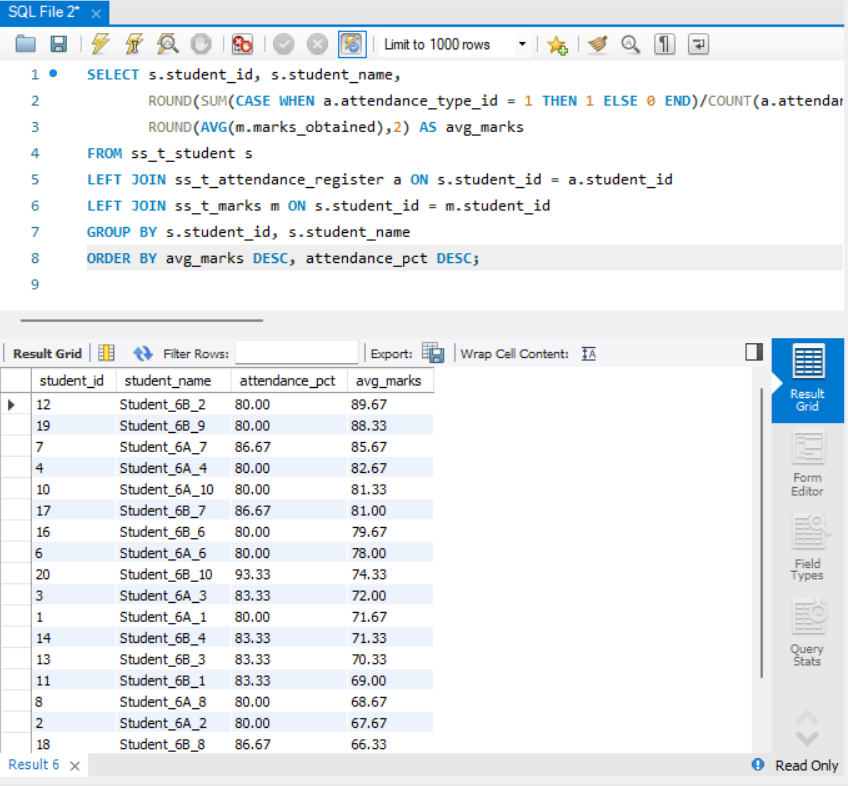 SQL File 2* ×
Limit to 1000 rows
1 SELECT s.student_id, s.student_name,
2 ROUND(SUM(CASE WHEN a.attendance_type_id = 1 THEN 1 ELSE 0 END)/COUNT(a.attendar
3 ROUND(AVG(m.marks_obtained),2) AS avg_marks
4 FROM ss_t_student s
5 LEFT JOIN ss_t_attendance_register a ON s.student_id = a.student_id
6 LEFT JOIN ss_t_marks m ON s.student_id = m.student_id
7 GROUP BY s.student_id, s.student_name
8 ORDER BY avg_marks DESC, attendance_pct DESC;
9
Result Grid Filter Rows: Export: Wrap Cell Content: IA
student_id student_name attendance_pct avg_marks
12 Student_6B_2 80.00 89.67
19 Student_6B_9 80.00 88.33
7 Student_6A_7 86.67 85.67
4 Student_6A_4 80.00 82.67
10 Student_6A_10 80.00 81.33
17 Student_6B_7 86.67 81.00
16 Student_6B_6 80.00 79.67
6 Student_6A_6 80.00 78.00
20 Student_6B_10 93.33 74.33
3 Student_6A_3 83.33 72.00
1 Student_6A_1 80.00 71.67
14 Student_6B_4 83.33 71.33
13 Student_6B_3 83.33 70.33
11 Student_6B_1 83.33 69.00
8 Student_6A_8 80.00 68.67
2 Student_6A_2 80.00 67.67
18 Student_6B_8 86.67 66.33
Result
Grid
Form
Editor
Field
Types
Query
Stats
Result 6 ×
Read Only